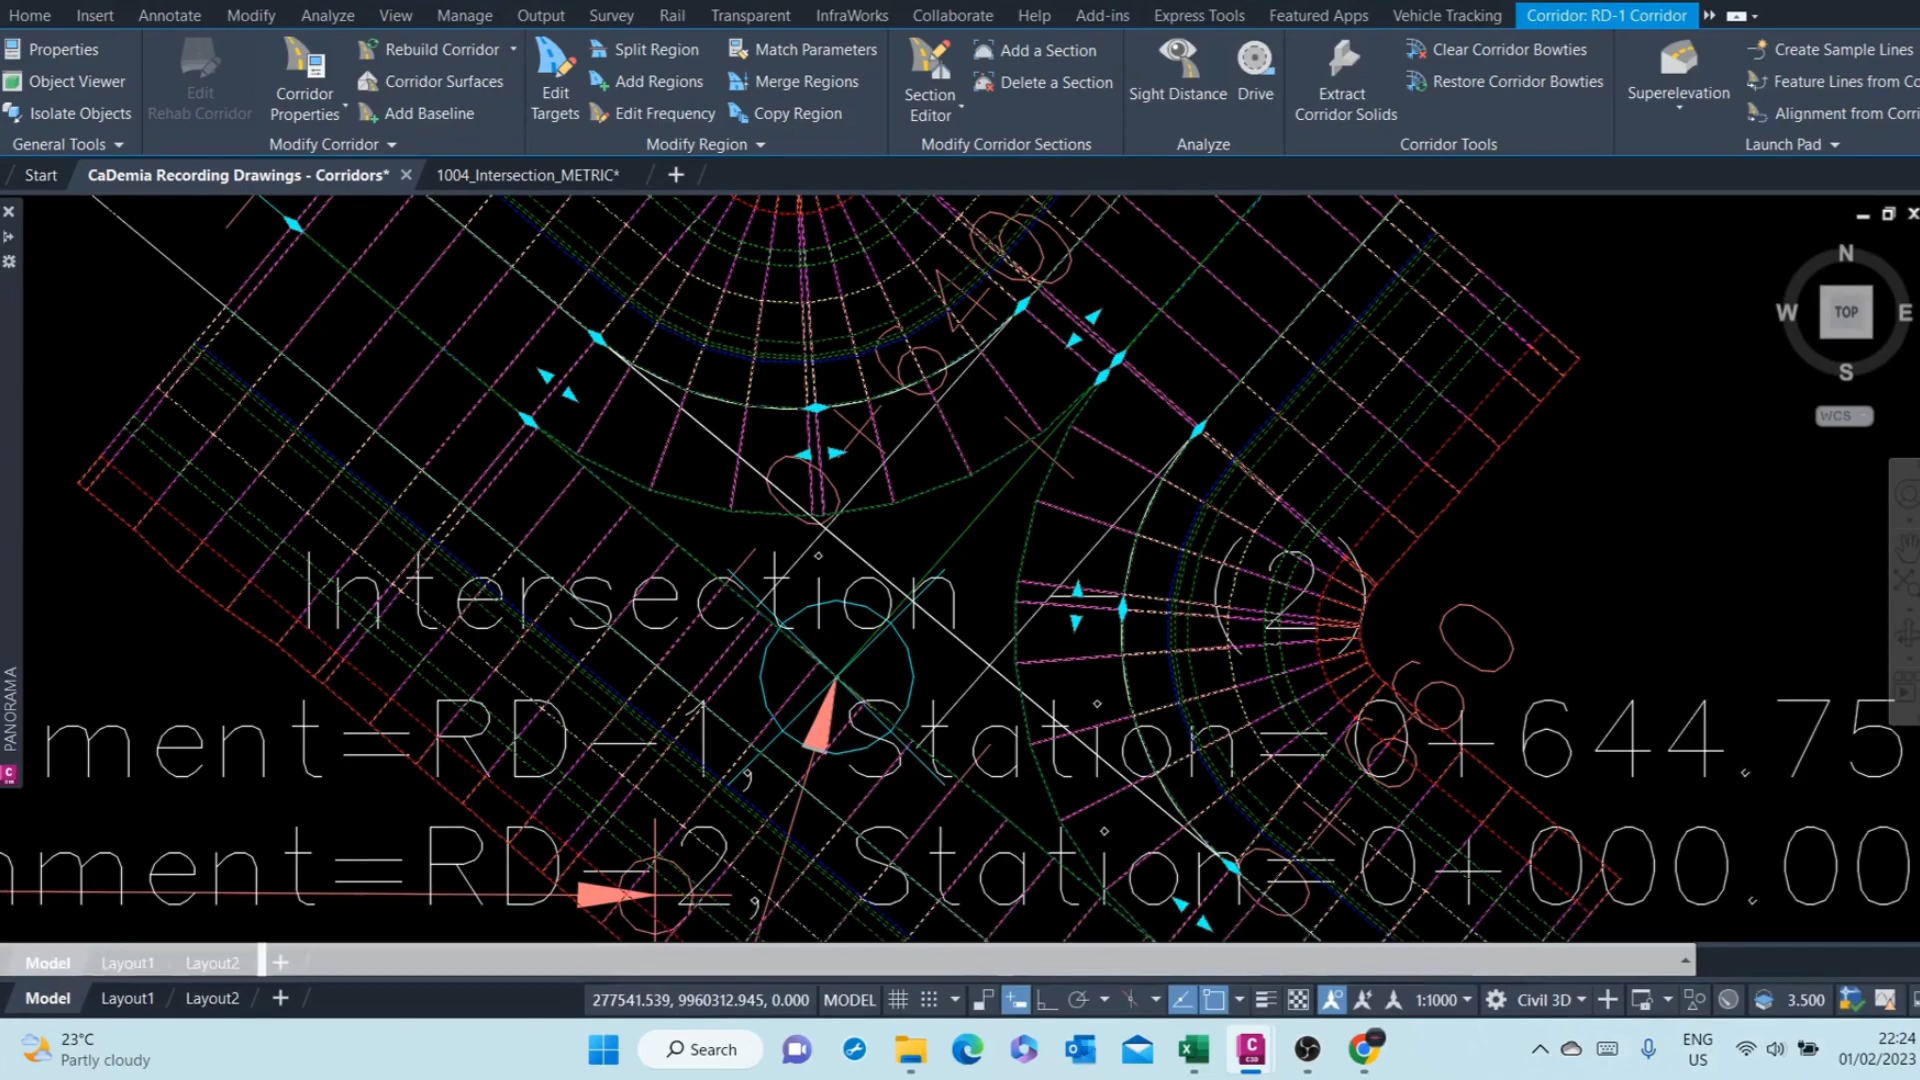 Home Insert Annotate Modify Analyze View Manage Output Survey Rail Transparent InfraWorks Collaborate Help Add-ins Express Tools Featured Apps Vehicle Tracking Corridor: RD-1 Corridor
Properties
Object Viewer
Isolate Objects
General Tools
Edit
Rehab Corridor
Corridor
Properties
Rebuild Corridor
Corridor Surfaces
Add Baseline
Modify Corridor
Edit
Targets
Split Region
Add Regions
Edit Frequency
Match Parameters
Merge Regions
Copy Region
Modify Region
Section
Editor
Add a Section
Delete a Section
Modify Corridor Sections
Sight Distance
Drive
Analyze
Extract
Corridor Solids
Clear Corridor Bowties
Restore Corridor Bowties
Corridor Tools
Superelevation
Create Sample Lines
Feature Lines from Co
Alignment from Corri
Launch Pad
Start CaDemia Recording Drawings - Corridors* 1004_Intersection_METRIC*
N
W TOP E
S
WCS
PANORAMA
Intersection (2)
ment=RD-1, Station=0+644.75
nment=RD-2, Station=0+000.00
Model Layout1 Layout2 +
Model Layout1 Layout2 +
277541.539, 9960312.945, 0.000 MODEL 1:1000 Civil 3D 3.500
23°C
Partly cloudy
Search
ENG
US
22:24
01/02/2023